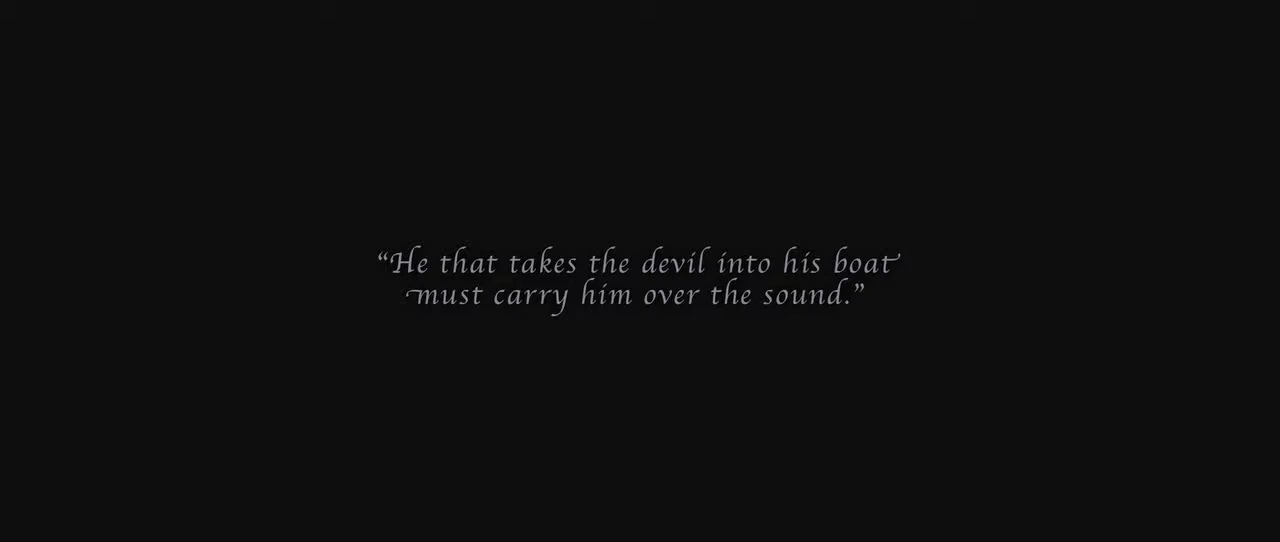 “He that takes the devil into his boat
must carry him over the sound.”